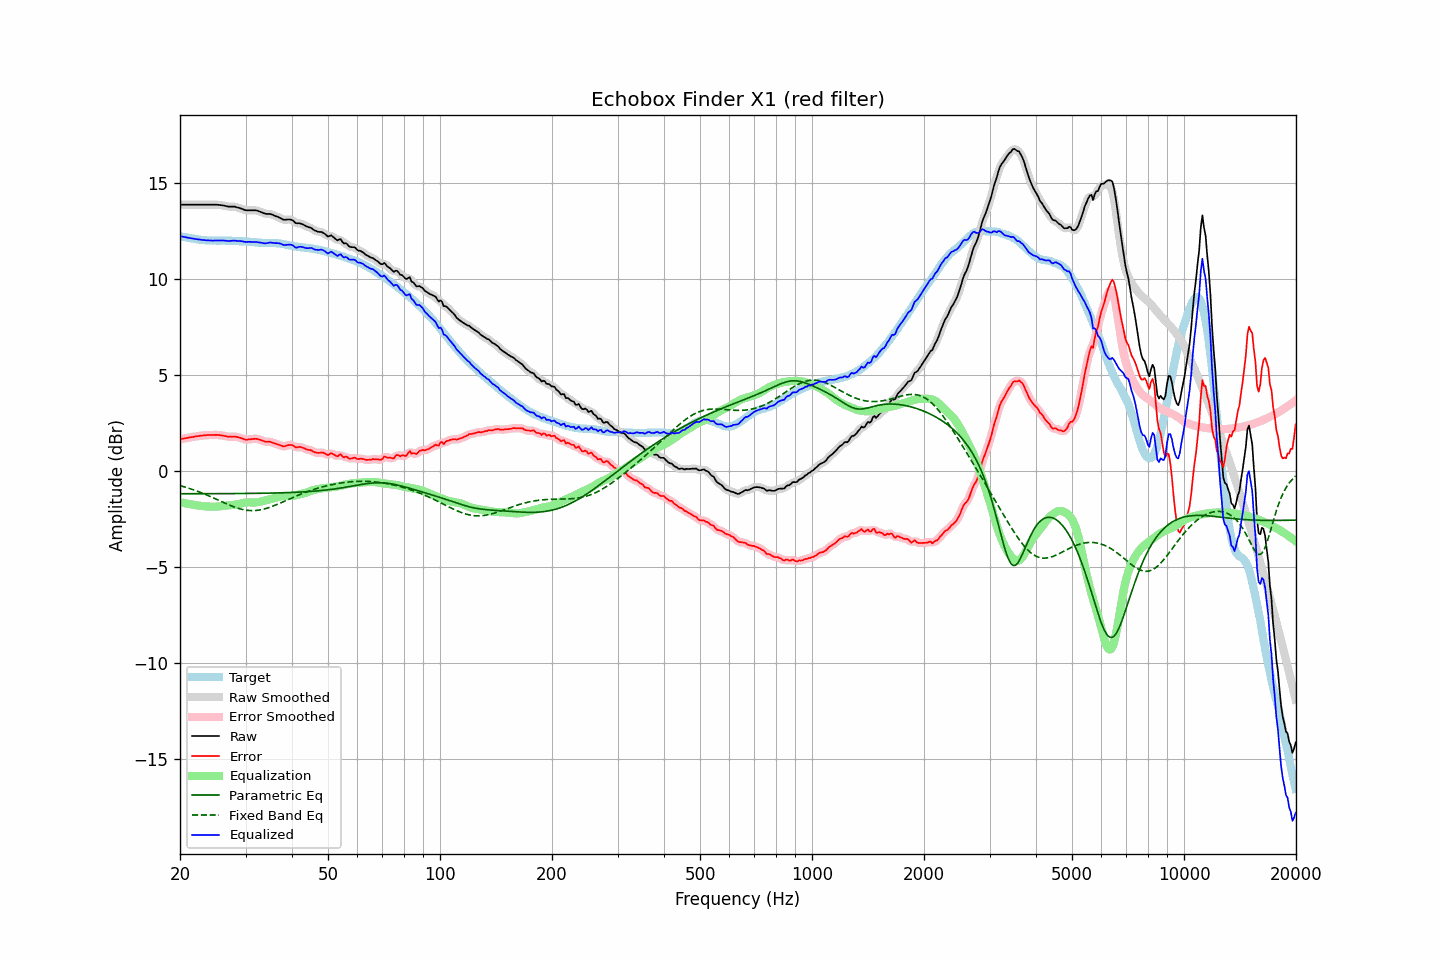 Echobox Finder X1 (red filter)
Amplitude (dBr)
15
10
5
0
−5
−10
−15
Target
Raw Smoothed
Error Smoothed
Raw
Error
Equalization
Parametric Eq
Fixed Band Eq
Equalized
20 50 100 200 500 1000 2000 5000 10000 20000
Frequency (Hz)